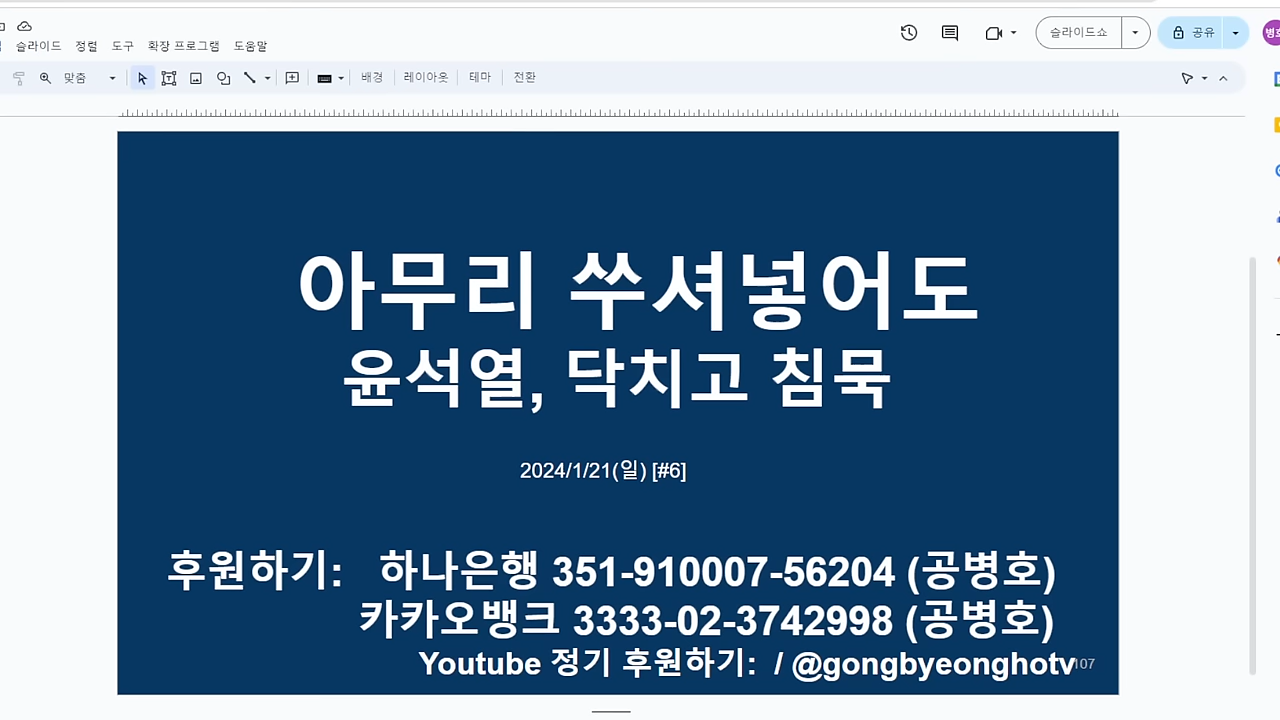 슬라이드 정렬 도구 확장 프로그램 도움말
슬라이드쇼
공유
맞춤
배경 레이아웃 테마 전환
아무리 쑤셔넣어도
윤석열, 닥치고 침묵
2024/1/21(일) [#6]
후원하기: 하나은행 351-910007-56204 (공병호)
카카오뱅크 3333-02-3742998 (공병호)
Youtube 정기 후원하기: / @gongbyeonghotv
107